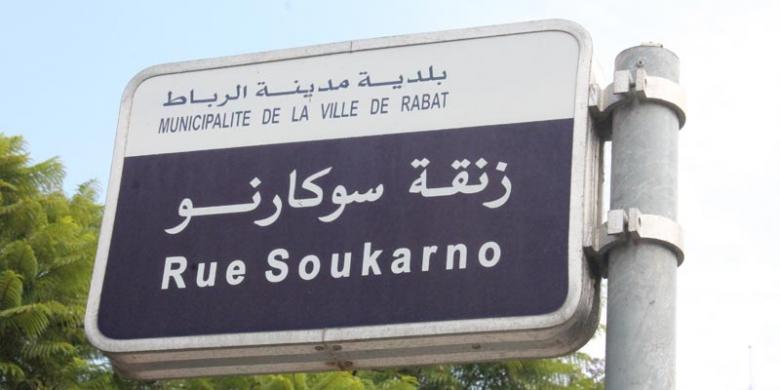 بلدية مدينة الرباط
MUNICIPALITE DE LA VILLE DE RABAT
زنقة سوكارنو
Rue Soukarno